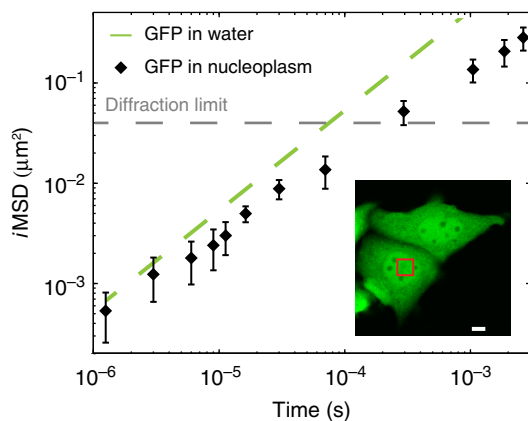 GFP in water
GFP in nucleoplasm
Diffraction limit
10⁻¹
10⁻²
10⁻³
iMSD (μm²)
10⁻⁶ 10⁻⁵ 10⁻⁴ 10⁻³
Time (s)